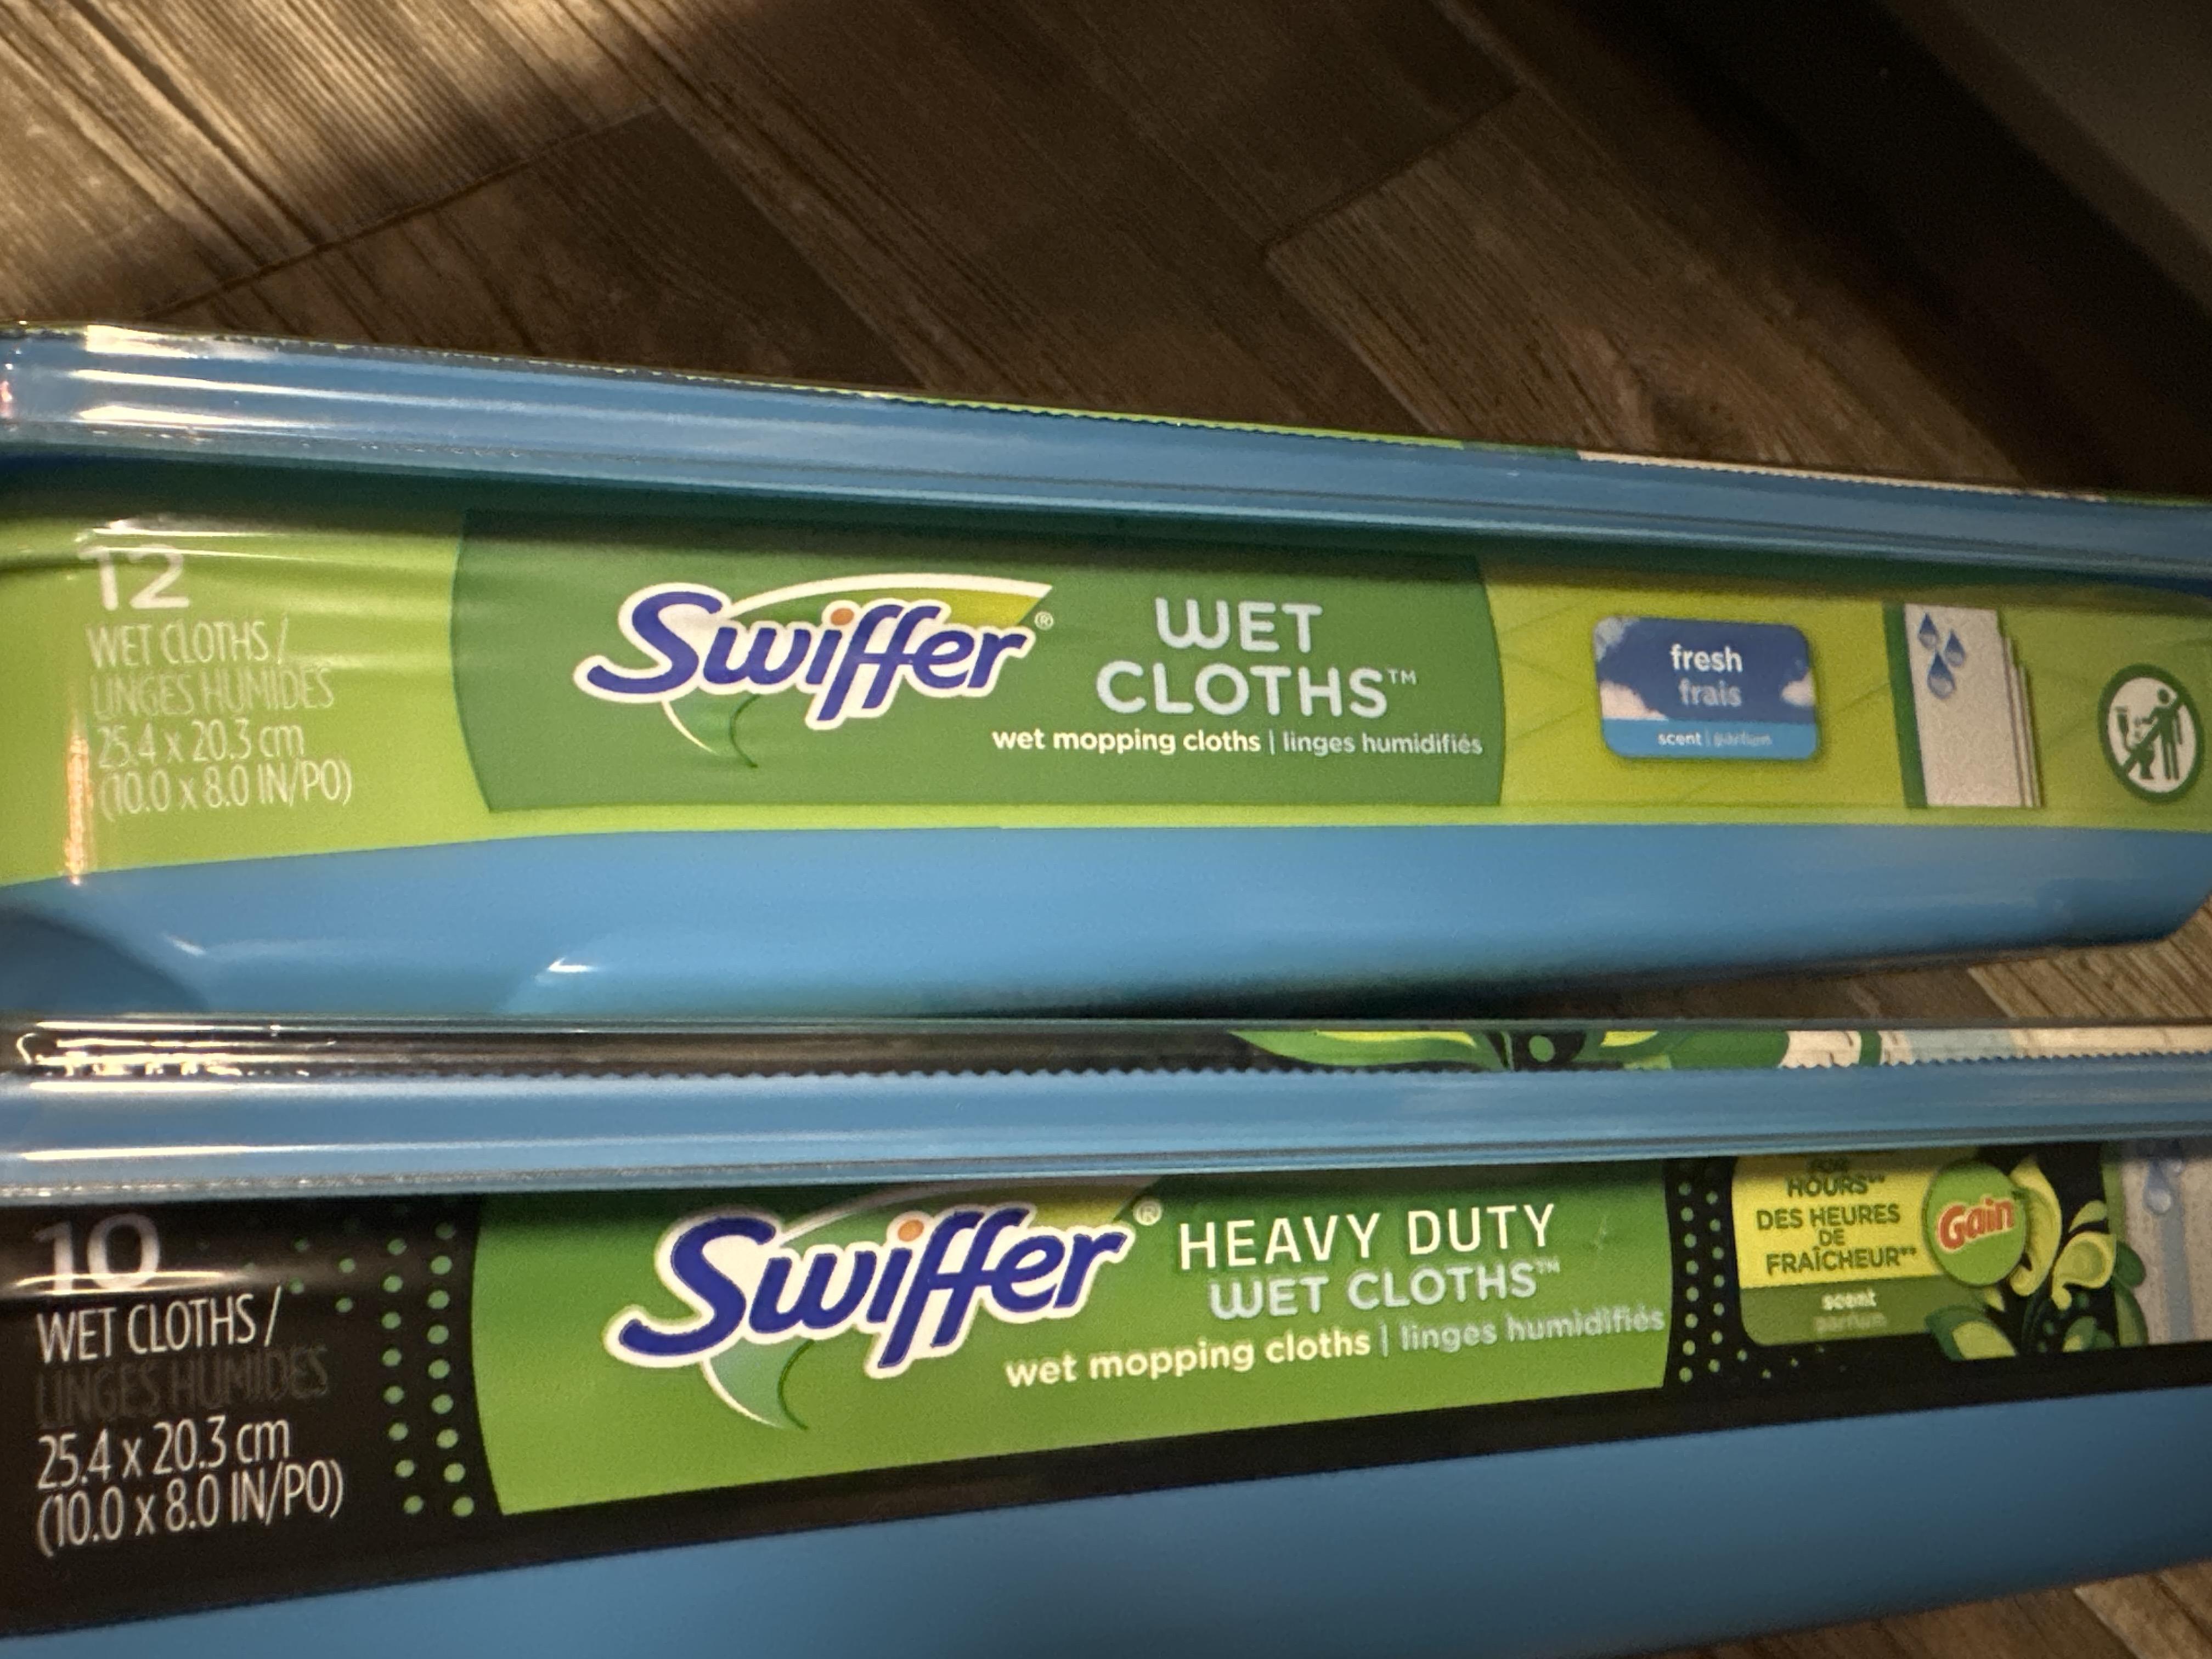 12
WET CLOTHS /
LINGES HUMIDES
25.4 x 20.3 cm
(10.0 x 8.0 IN/PO)
Swiffer®
WET
CLOTHS™
wet mopping cloths | linges humidifiés
fresh
frais
scent | parfum
10
WET CLOTHS /
LINGES HUMIDES
25.4 x 20.3 cm
(10.0 x 8.0 IN/PO)
Swiffer®
HEAVY DUTY
WET CLOTHS™
wet mopping cloths | linges humidifiés
HOURS**
DES HEURES
DE
FRAÎCHEUR**
scent
parfum
Gain